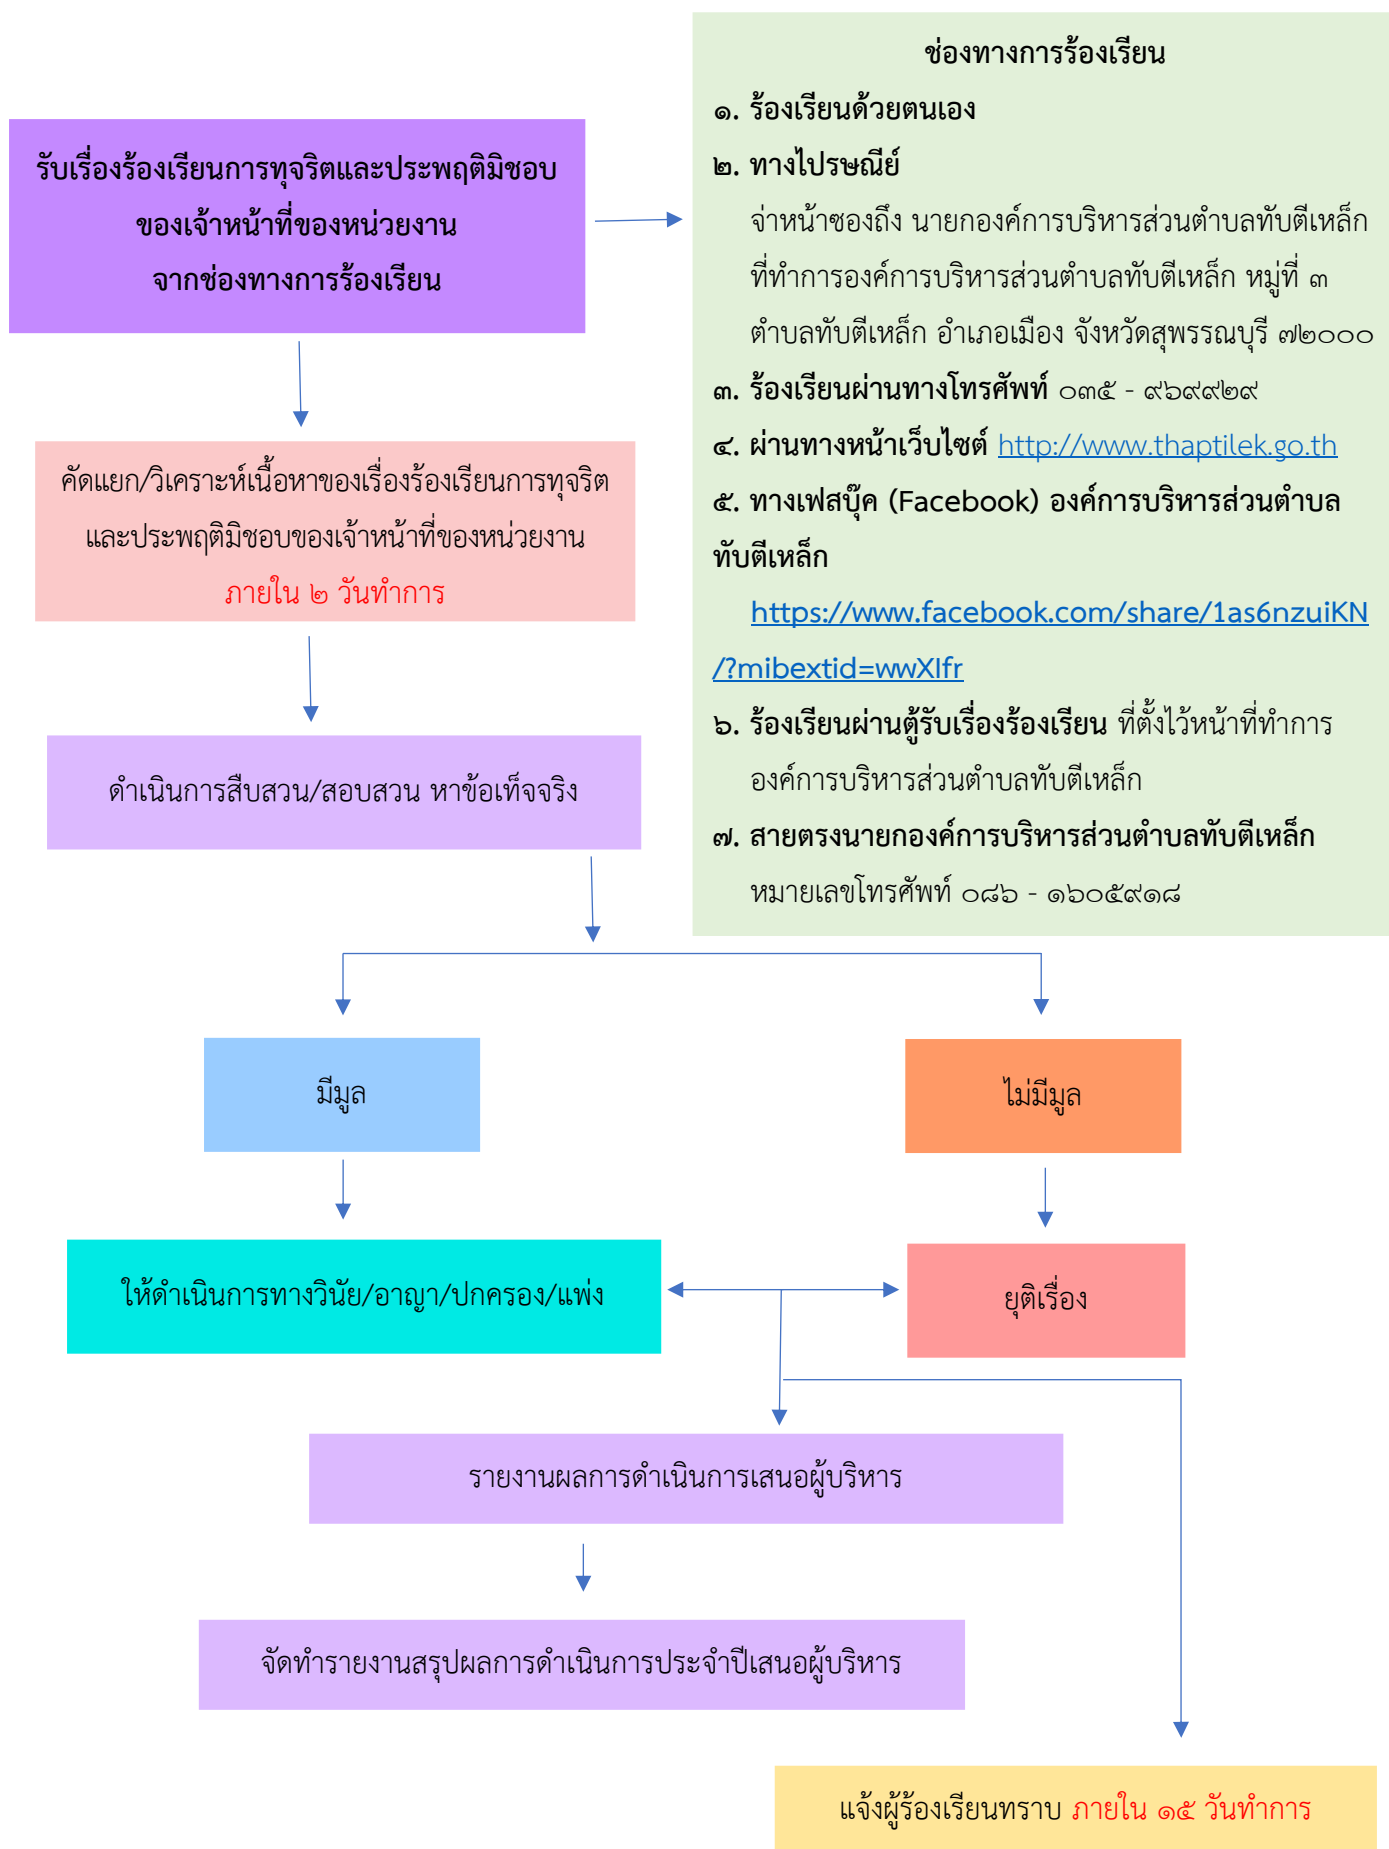 รับเรื่องร้องเรียนการทุจริตและประพฤติมิชอบ
ของเจ้าหน้าที่ของหน่วยงาน
จากช่องทางการร้องเรียน
ช่องทางการร้องเรียน
๑. ร้องเรียนด้วยตนเอง
๒. ทางไปรษณีย์
จ่าหน้าซองถึง นายกองค์การบริหารส่วนตำบลทับตีเหล็ก
ที่ทำการองค์การบริหารส่วนตำบลทับตีเหล็ก หมู่ที่ ๓
ตำบลทับตีเหล็ก อำเภอเมือง จังหวัดสุพรรณบุรี ๗๒๐๐๐
๓. ร้องเรียนผ่านทางโทรศัพท์ ๐๓๕ - ๙๖๙๙๒๙
๔. ผ่านทางหน้าเว็บไซต์ http://www.thaptilek.go.th
๕. ทางเฟสบุ๊ค (Facebook) องค์การบริหารส่วนตำบล
ทับตีเหล็ก
https://www.facebook.com/share/1as6nzuiKN
/?mibextid=wwXIfr
๖. ร้องเรียนผ่านตู้รับเรื่องร้องเรียน ที่ตั้งไว้หน้าที่ทำการ
องค์การบริหารส่วนตำบลทับตีเหล็ก
๗. สายตรงนายกองค์การบริหารส่วนตำบลทับตีเหล็ก
หมายเลขโทรศัพท์ ๐๘๖ - ๑๖๐๕๙๑๘
คัดแยก/วิเคราะห์เนื้อหาของเรื่องร้องเรียนการทุจริต
และประพฤติมิชอบของเจ้าหน้าที่ของหน่วยงาน
ภายใน ๒ วันทำการ
ดำเนินการสืบสวน/สอบสวน หาข้อเท็จจริง
มีมูล
ไม่มีมูล
ให้ดำเนินการทางวินัย/อาญา/ปกครอง/แพ่ง
ยุติเรื่อง
รายงานผลการดำเนินการเสนอผู้บริหาร
จัดทำรายงานสรุปผลการดำเนินการประจำปีเสนอผู้บริหาร
แจ้งผู้ร้องเรียนทราบ ภายใน ๑๕ วันทำการ